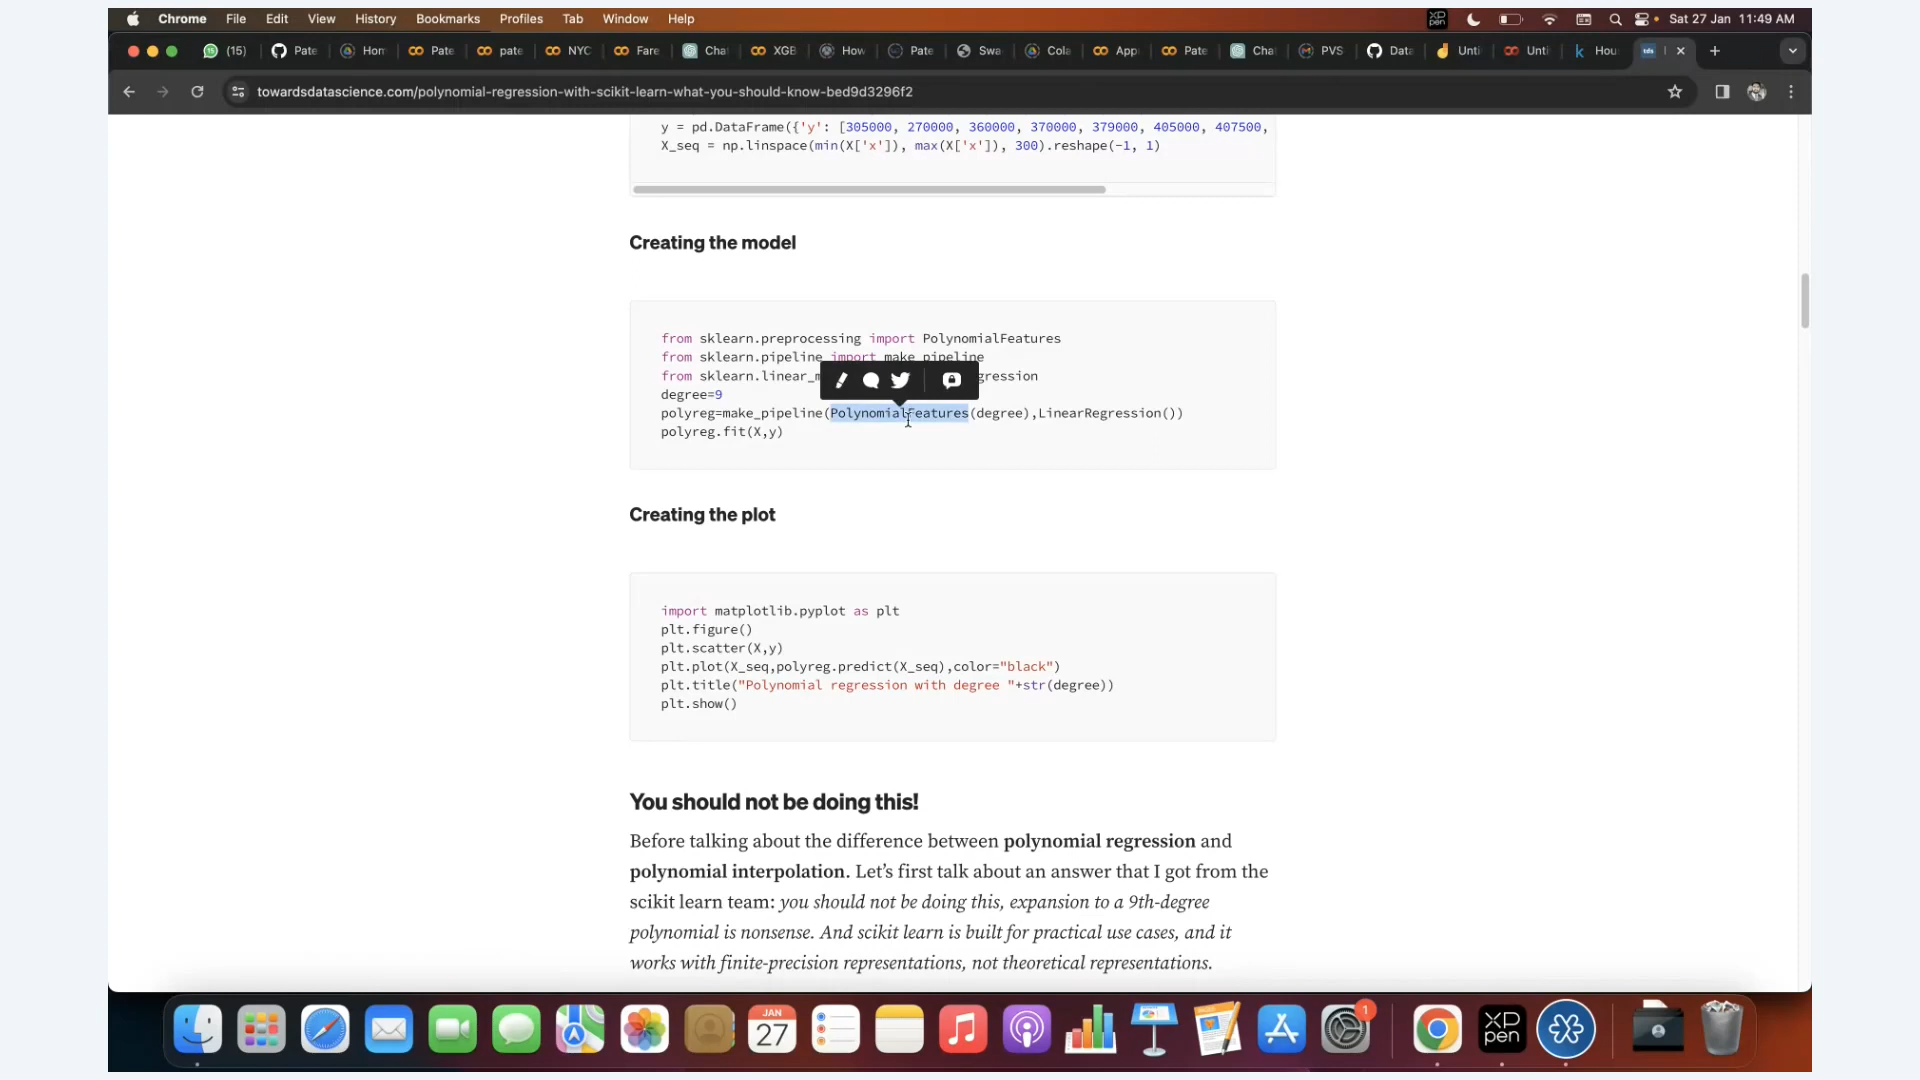 Chrome File Edit View History Bookmarks Profiles Tab Window Help XP pen Sat 27 Jan 11:49 AM
(15) Pate Hom Pate pate NYC Fare Cha XGB How Pate Swa Cola App Pate Cha PVS Data Unti Unti Hou
towardsdatascience.com/polynomial-regression-with-scikit-learn-what-you-should-know-bed9d3296f2
y = pd.DataFrame({'y': [305000, 270000, 360000, 370000, 379000, 405000, 407500,
X_seq = np.linspace(min(X['x']), max(X['x']), 300).reshape(-1, 1)
Creating the model
from sklearn.preprocessing import PolynomialFeatures
from sklearn.pipeline import make_pipeline
from sklearn.linear_m gression
degree=9
polyreg=make_pipeline(PolynomialFeatures(degree),LinearRegression())
polyreg.fit(X,y)
Creating the plot
import matplotlib.pyplot as plt
plt.figure()
plt.scatter(X,y)
plt.plot(X_seq,polyreg.predict(X_seq),color="black")
plt.title("Polynomial regression with degree "+str(degree))
plt.show()
You should not be doing this!
Before talking about the difference between polynomial regression and
polynomial interpolation. Let's first talk about an answer that I got from the
scikit learn team: you should not be doing this, expansion to a 9th-degree
polynomial is nonsense. And scikit learn is built for practical use cases, and it
works with finite-precision representations, not theoretical representations.
JAN
27
1
XP
pen